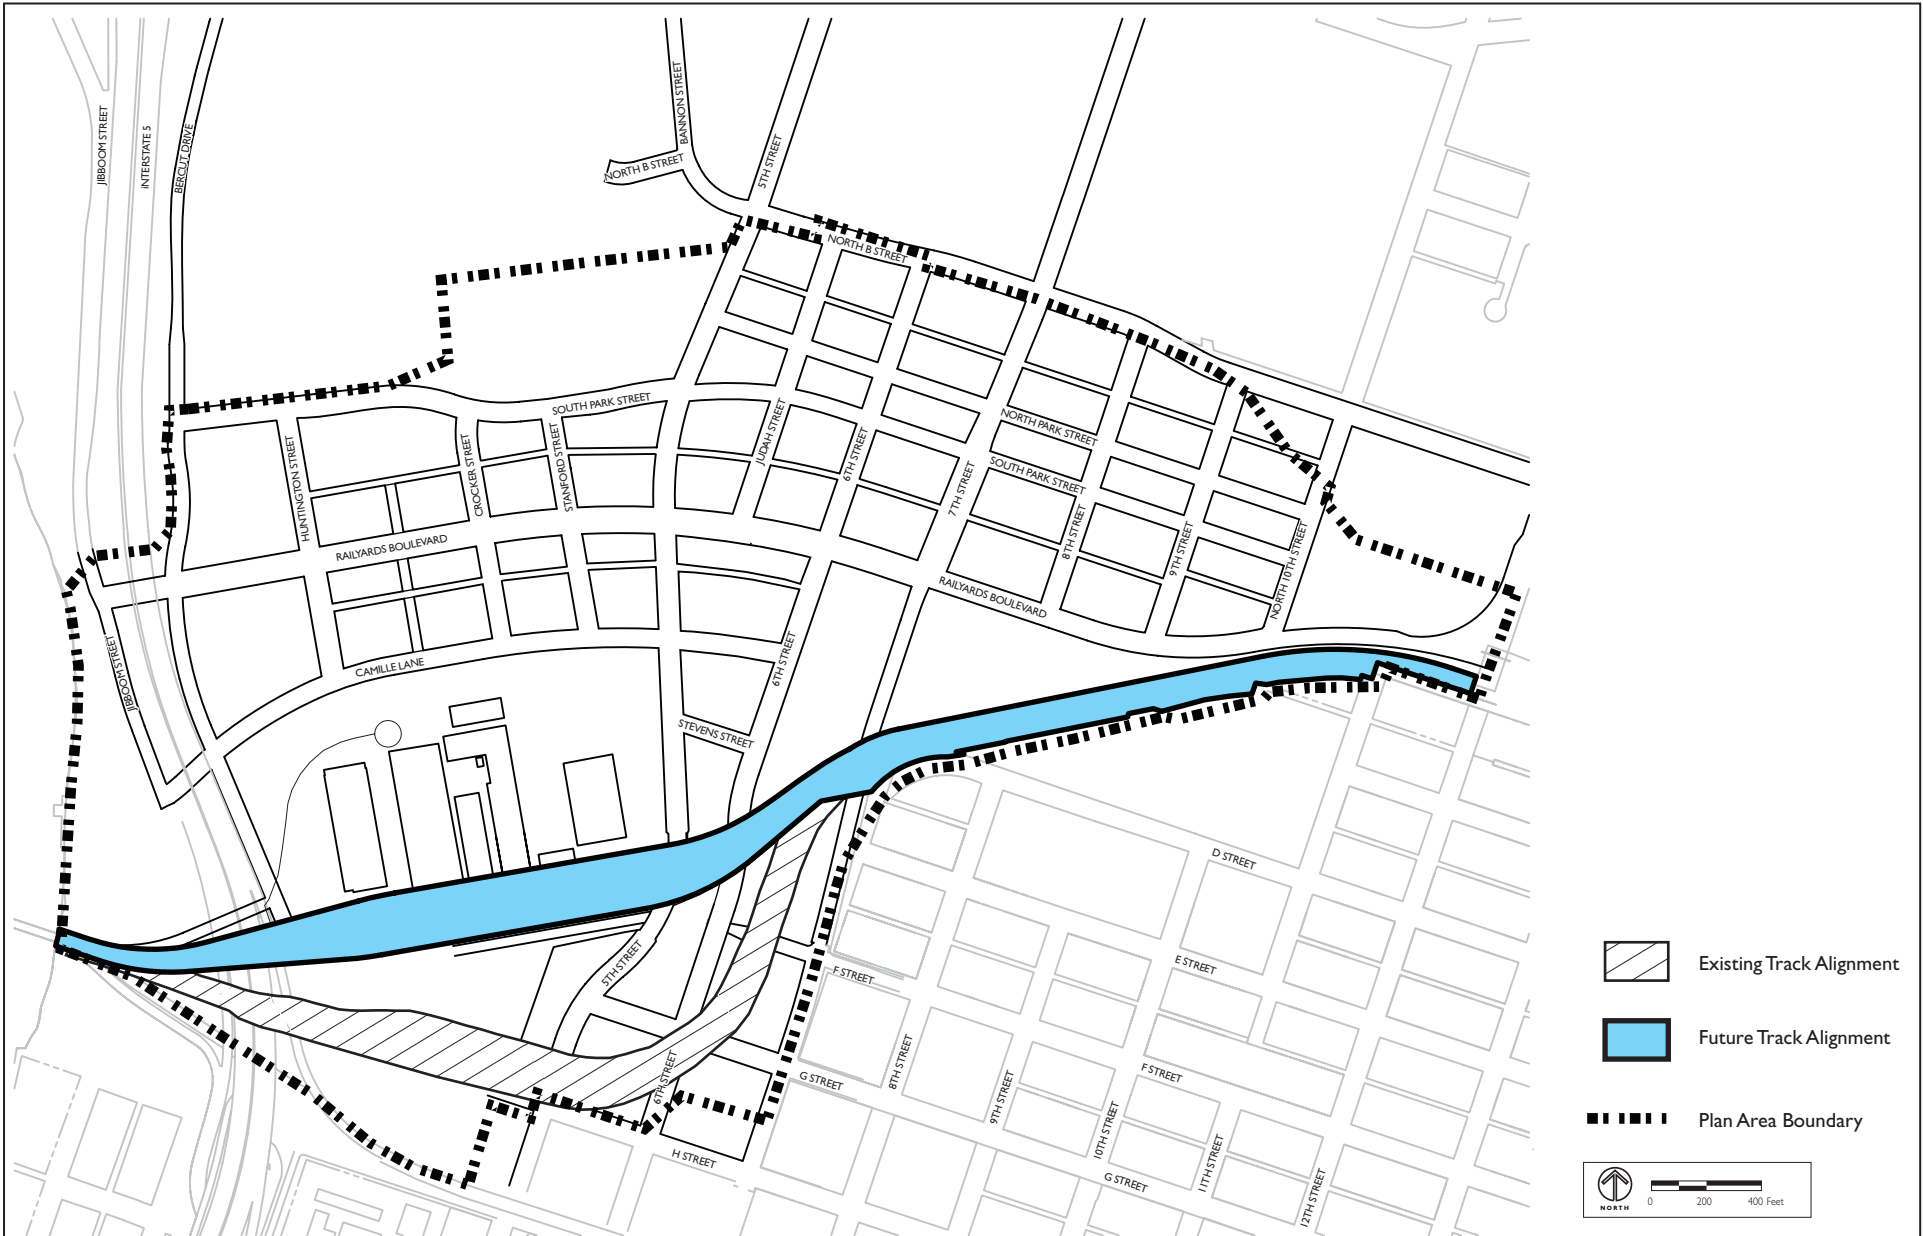 JIBBOOM STREET
INTERSTATE 5
BERCUT DRIVE
BANNON STREET
NORTH B STREET
5TH STREET
NORTH B STREET
SOUTH PARK STREET
HUNTINGTON STREET
CROCKER STREET
STANFORD STREET
JUDAH STREET
6TH STREET
7TH STREET
NORTH PARK STREET
SOUTH PARK STREET
8TH STREET
9TH STREET
NORTH 10TH STREET
RAILYARDS BOULEVARD
RAILYARDS BOULEVARD
JIBBOOM STREET
CAMILLE LANE
6TH STREET
STEVENS STREET
5TH STREET
6TH STREET
D STREET
E STREET
F STREET
F STREET
G STREET
8TH STREET
9TH STREET
10TH STREET
11TH STREET
12TH STREET
G STREET
H STREET
Existing Track Alignment
Future Track Alignment
Plan Area Boundary
NORTH
0 200 400 Feet